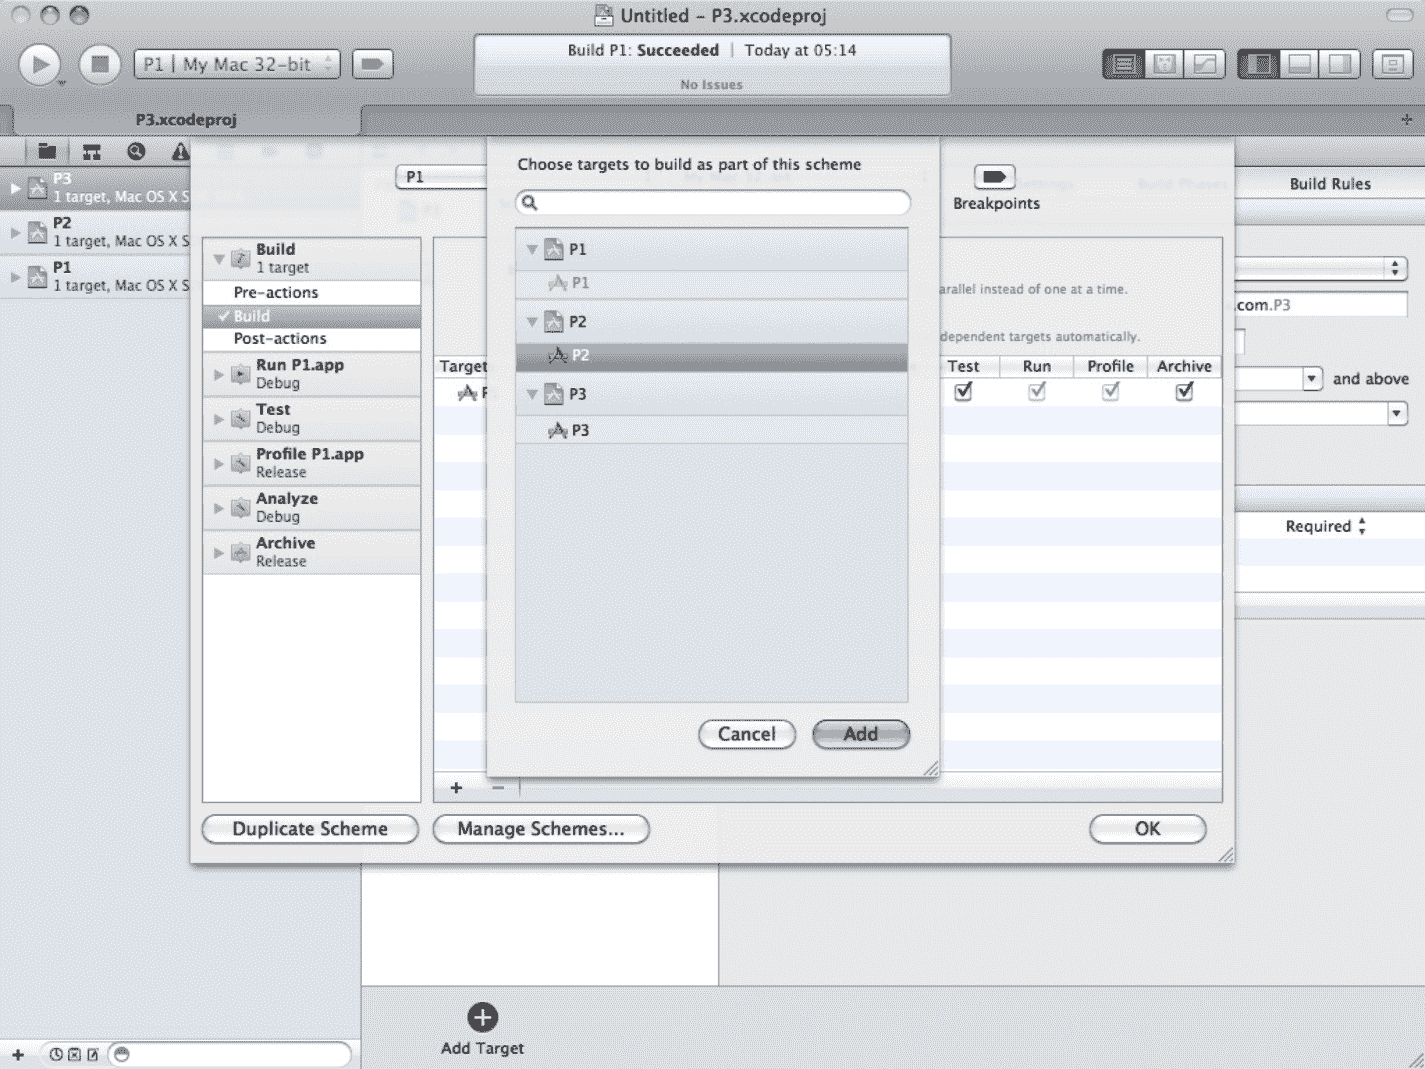 Untitled – P3.xcodeproj
P1 | My Mac 32-bit
Build P1: Succeeded | Today at 05:14
No Issues
P3.xcodeproj
P3
1 target, Mac OS X S
P2
1 target, Mac OS X S
P1
1 target, Mac OS X S
P1
Breakpoints
Build
1 target
Pre-actions
Build
Post-actions
Run P1.app
Debug
Test
Debug
Profile P1.app
Release
Analyze
Debug
Archive
Release
Choose targets to build as part of this scheme
P1
P1
P2
P2
P3
P3
Cancel
Add
arallel instead of one at a time.
dependent targets automatically.
Target
Test
Run
Profile
Archive
Duplicate Scheme
Manage Schemes...
OK
Build Rules
.com.P3
and above
Required
Add Target